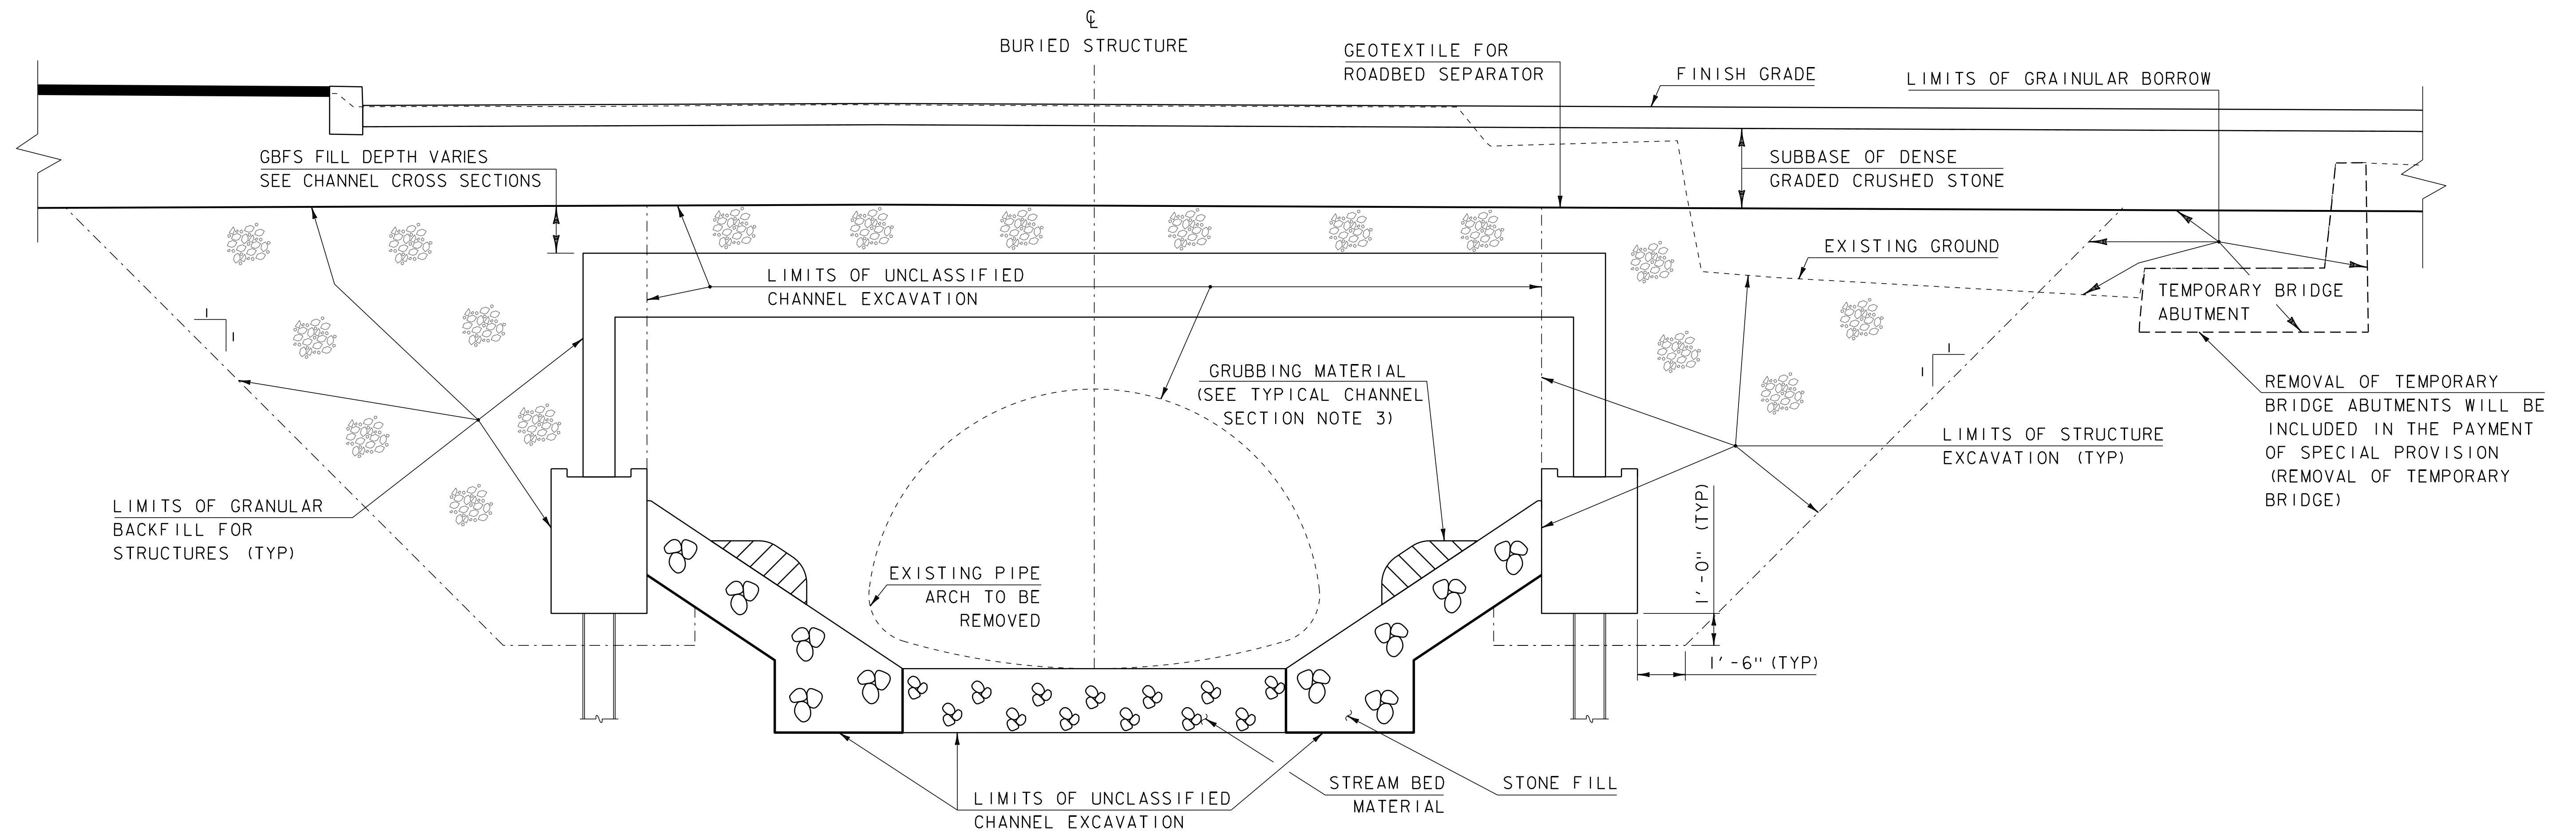 ℄
BURIED STRUCTURE
GEOTEXTILE FOR
ROADBED SEPARATOR
FINISH GRADE
LIMITS OF GRAINULAR BORROW
GBFS FILL DEPTH VARIES
SEE CHANNEL CROSS SECTIONS
SUBBASE OF DENSE
GRADED CRUSHED STONE
EXISTING GROUND
LIMITS OF UNCLASSIFIED
CHANNEL EXCAVATION
TEMPORARY BRIDGE
ABUTMENT
1
1
GRUBBING MATERIAL
(SEE TYPICAL CHANNEL
SECTION NOTE 3)
1
1
REMOVAL OF TEMPORARY
BRIDGE ABUTMENTS WILL BE
INCLUDED IN THE PAYMENT
OF SPECIAL PROVISION
(REMOVAL OF TEMPORARY
BRIDGE)
LIMITS OF STRUCTURE
EXCAVATION (TYP)
LIMITS OF GRANULAR
BACKFILL FOR
STRUCTURES (TYP)
1'-0" (TYP)
EXISTING PIPE
ARCH TO BE
REMOVED
1'-6" (TYP)
STREAM BED
MATERIAL
STONE FILL
LIMITS OF UNCLASSIFIED
CHANNEL EXCAVATION